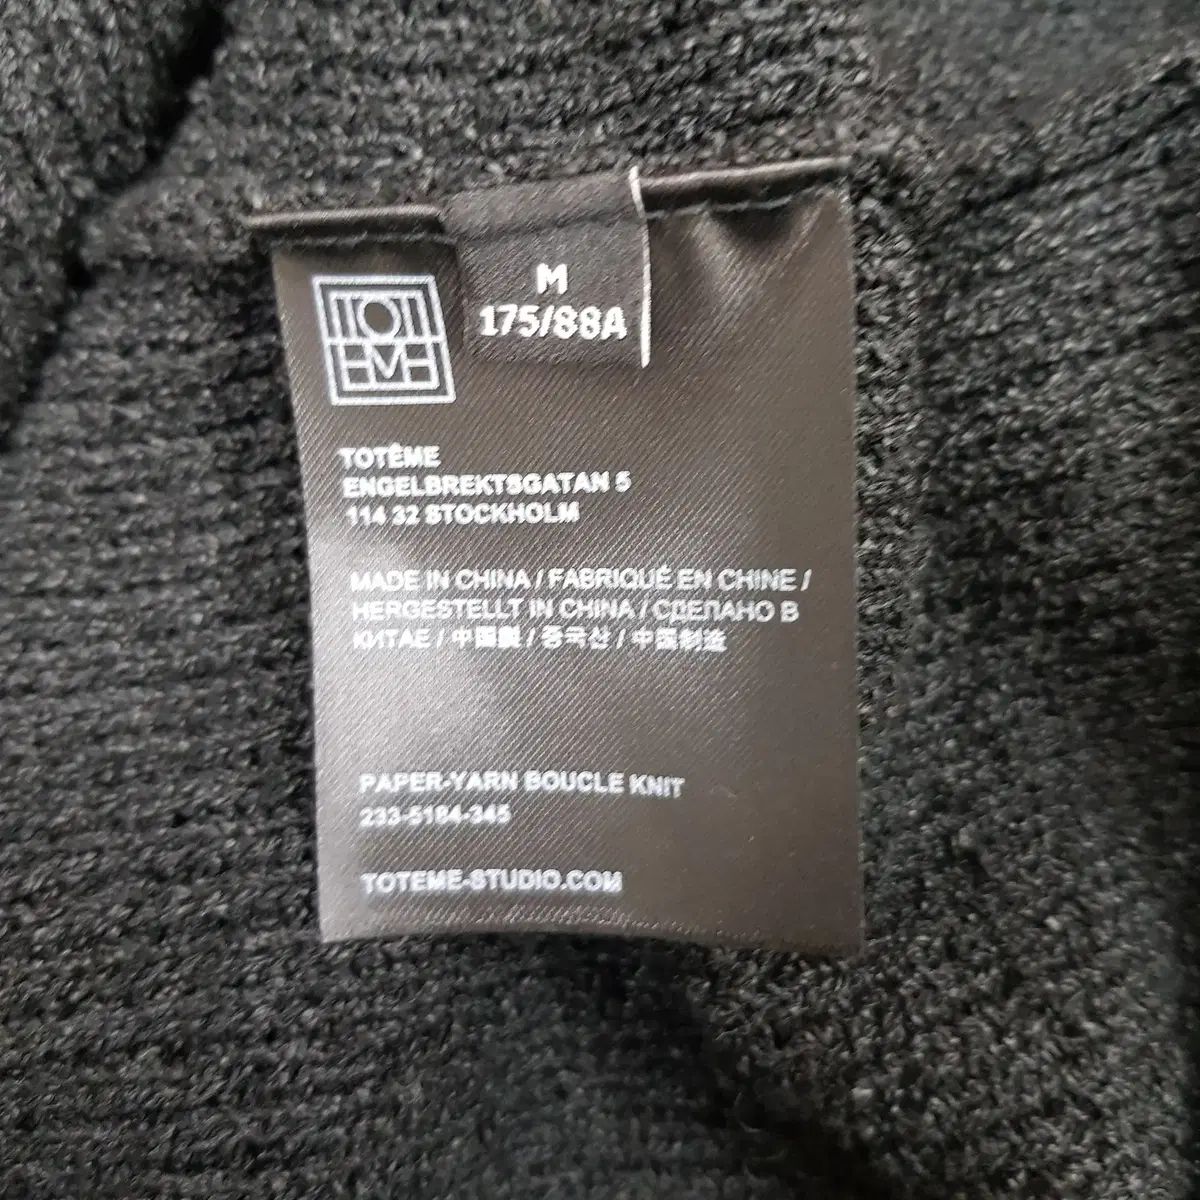 M
175/88A
TOTEME
TOTÊME
ENGELBREKTSGATAN 5
114 32 STOCKHOLM
MADE IN CHINA / FABRIQUÉ EN CHINE /
HERGESTELLT IN CHINA / СДЕЛАНО В
КИТАЕ / 中国製 / 중국산 / 中国制造
PAPER-YARN BOUCLE KNIT
233-5184-345
TOTEME-STUDIO.COM